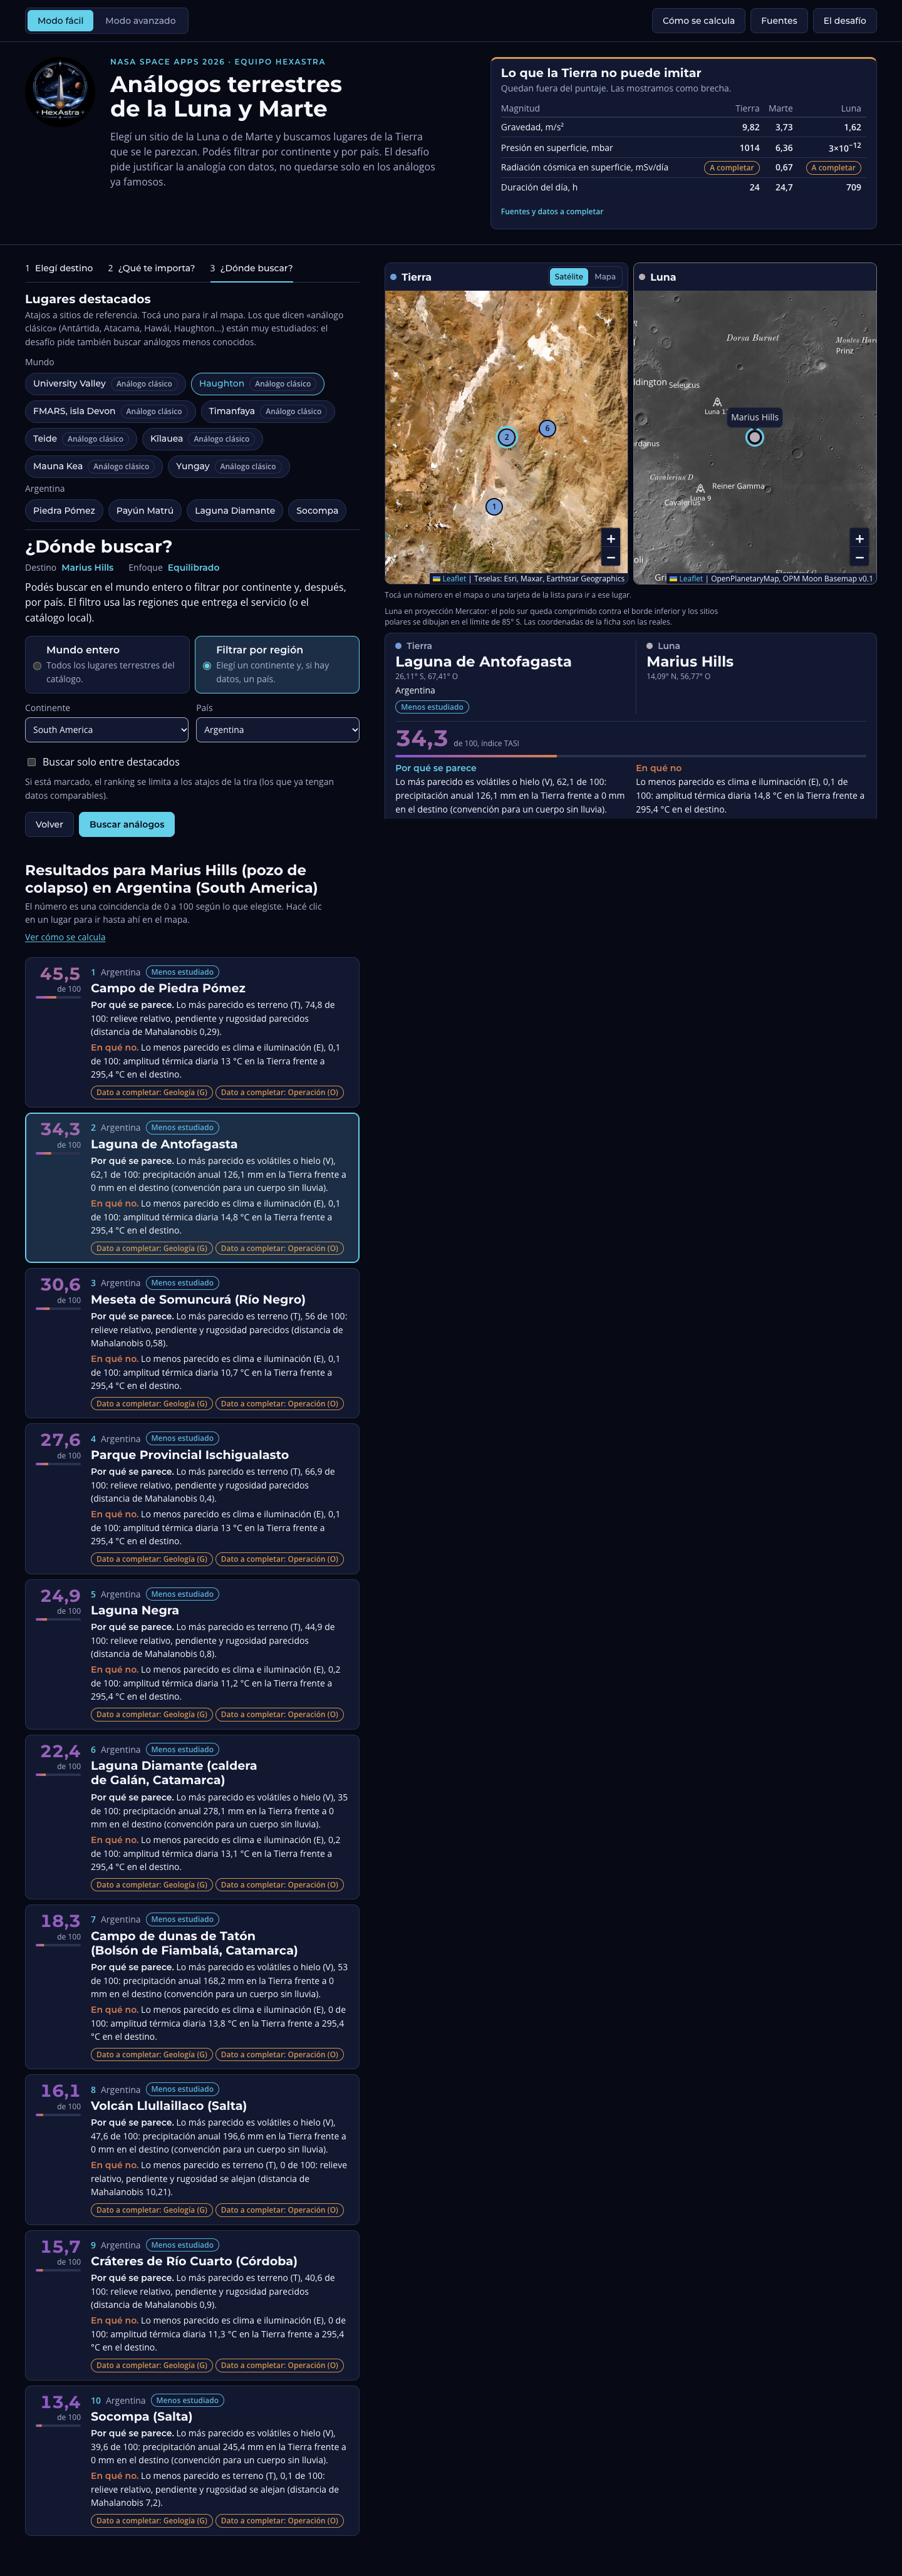 Modo fácil
Modo avanzado
Cómo se calcula
Fuentes
El desafío
HexAstra
NASA SPACE APPS 2026 · EQUIPO HEXASTRA
Análogos terrestres
de la Luna y Marte
Elegí un sitio de la Luna o de Marte y buscamos lugares de la Tierra
que se le parezcan. Podés filtrar por continente y por país. El desafío
pide justificar la analogía con datos, no quedarse solo en los análogos
ya famosos.
Lo que la Tierra no puede imitar
Quedan fuera del puntaje. Las mostramos como brecha.
Magnitud Tierra Marte Luna
Gravedad, m/s² 9,82 3,73 1,62
Presión en superficie, mbar 1014 6,36 3×10⁻¹²
Radiación cósmica en superficie, mSv/día A completar 0,67 A completar
Duración del día, h 24 24,7 709
Fuentes y datos a completar
1 Elegí destino
2 ¿Qué te importa?
3 ¿Dónde buscar?
Lugares destacados
Atajos a sitios de referencia. Tocá uno para ir al mapa. Los que dicen «análogo
clásico» (Antártida, Atacama, Hawái, Haughton…) están muy estudiados: el
desafío pide también buscar análogos menos conocidos.
Mundo
University Valley Análogo clásico
Haughton Análogo clásico
FMARS, isla Devon Análogo clásico
Timanfaya Análogo clásico
Teide Análogo clásico
Kīlauea Análogo clásico
Mauna Kea Análogo clásico
Yungay Análogo clásico
Argentina
Piedra Pómez
Payún Matrú
Laguna Diamante
Socompa
¿Dónde buscar?
Destino Marius Hills Enfoque Equilibrado
Podés buscar en todo el mundo o filtrar por continente y, después,
por país. El filtro usa las regiones que entrega el servicio (o el
catálogo local).
Mundo entero
Todos los lugares terrestres del
catálogo.
Filtrar por región
Elegí un continente y, si hay
datos, un país.
Continente
South America
País
Argentina
Buscar solo entre destacados
Si está marcado, el ranking se limita a los atajos de la tira (los que ya tengan
datos comparables).
Volver
Buscar análogos
Tierra
Satélite
Mapa
2
6
1
+
−
Leaflet | Teselas: Esri, Maxar, Earthstar Geographics
Luna
Dorsa Burnet
Montes Har
Prinz
ddington
Seleucus
Luna 1
Marius Hills
rdanus
Cavalerius D
Reiner Gamma
Luna 9
Cavalerius
oli
Gri
+
−
Leaflet | OpenPlanetaryMap, OPM Moon Basemap v0.1
Tocá un número en el mapa o una tarjeta de la lista para ir a ese lugar.
Luna en proyección Mercator: el polo sur queda comprimido contra el borde inferior y los sitios
polares se dibujan en el límite de 85° S. Las coordenadas de la ficha son las reales.
Tierra
Laguna de Antofagasta
26,11° S, 67,41° O
Argentina
Menos estudiado
Luna
Marius Hills
14,09° N, 56,77° O
34,3 de 100, índice TASI
Por qué se parece
Lo más parecido es volátiles o hielo (V), 62,1 de 100:
precipitación anual 126,1 mm en la Tierra frente a 0 mm
en el destino (convención para un cuerpo sin lluvia).
En qué no
Lo menos parecido es clima e iluminación (E), 0,1 de
100: amplitud térmica diaria 14,8 °C en la Tierra frente a
295,4 °C en el destino.
Resultados para Marius Hills (pozo de
colapso) en Argentina (South America)
El número es una coincidencia de 0 a 100 según lo que elegiste. Hacé clic
en un lugar para ir hasta ahí en el mapa.
Ver cómo se calcula
45,5
de 100
1 Argentina Menos estudiado
Campo de Piedra Pómez
Por qué se parece. Lo más parecido es terreno (T), 74,8 de
100: relieve relativo, pendiente y rugosidad parecidos
(distancia de Mahalanobis 0,29).
En qué no. Lo menos parecido es clima e iluminación (E), 0,1
de 100: amplitud térmica diaria 13 °C en la Tierra frente a
295,4 °C en el destino.
Dato a completar: Geología (G) Dato a completar: Operación (O)
34,3
de 100
2 Argentina Menos estudiado
Laguna de Antofagasta
Por qué se parece. Lo más parecido es volátiles o hielo (V),
62,1 de 100: precipitación anual 126,1 mm en la Tierra frente a
0 mm en el destino (convención para un cuerpo sin lluvia).
En qué no. Lo menos parecido es clima e iluminación (E), 0,1
de 100: amplitud térmica diaria 14,8 °C en la Tierra frente a
295,4 °C en el destino.
Dato a completar: Geología (G) Dato a completar: Operación (O)
30,6
de 100
3 Argentina Menos estudiado
Meseta de Somuncurá (Río Negro)
Por qué se parece. Lo más parecido es terreno (T), 56 de 100:
relieve relativo, pendiente y rugosidad parecidos (distancia de
Mahalanobis 0,58).
En qué no. Lo menos parecido es clima e iluminación (E), 0,1
de 100: amplitud térmica diaria 10,7 °C en la Tierra frente a
295,4 °C en el destino.
Dato a completar: Geología (G) Dato a completar: Operación (O)
27,6
de 100
4 Argentina Menos estudiado
Parque Provincial Ischigualasto
Por qué se parece. Lo más parecido es terreno (T), 66,9 de
100: relieve relativo, pendiente y rugosidad parecidos
(distancia de Mahalanobis 0,4).
En qué no. Lo menos parecido es clima e iluminación (E), 0,1
de 100: amplitud térmica diaria 13 °C en la Tierra frente a
295,4 °C en el destino.
Dato a completar: Geología (G) Dato a completar: Operación (O)
24,9
de 100
5 Argentina Menos estudiado
Laguna Negra
Por qué se parece. Lo más parecido es terreno (T), 44,9 de
100: relieve relativo, pendiente y rugosidad parecidos
(distancia de Mahalanobis 0,8).
En qué no. Lo menos parecido es clima e iluminación (E), 0,2
de 100: amplitud térmica diaria 11,2 °C en la Tierra frente a
295,4 °C en el destino.
Dato a completar: Geología (G) Dato a completar: Operación (O)
22,4
de 100
6 Argentina Menos estudiado
Laguna Diamante (caldera
de Galán, Catamarca)
Por qué se parece. Lo más parecido es volátiles o hielo (V), 35
de 100: precipitación anual 278,1 mm en la Tierra frente a 0
mm en el destino (convención para un cuerpo sin lluvia).
En qué no. Lo menos parecido es clima e iluminación (E), 0,2
de 100: amplitud térmica diaria 13,1 °C en la Tierra frente a
295,4 °C en el destino.
Dato a completar: Geología (G) Dato a completar: Operación (O)
18,3
de 100
7 Argentina Menos estudiado
Campo de dunas de Tatón
(Bolsón de Fiambalá, Catamarca)
Por qué se parece. Lo más parecido es volátiles o hielo (V), 53
de 100: precipitación anual 168,2 mm en la Tierra frente a 0
mm en el destino (convención para un cuerpo sin lluvia).
En qué no. Lo menos parecido es clima e iluminación (E), 0 de
100: amplitud térmica diaria 13,8 °C en la Tierra frente a 295,4
°C en el destino.
Dato a completar: Geología (G) Dato a completar: Operación (O)
16,1
de 100
8 Argentina Menos estudiado
Volcán Llullaillaco (Salta)
Por qué se parece. Lo más parecido es volátiles o hielo (V),
47,6 de 100: precipitación anual 196,6 mm en la Tierra frente a
0 mm en el destino (convención para un cuerpo sin lluvia).
En qué no. Lo menos parecido es terreno (T), 0 de 100: relieve
relativo, pendiente y rugosidad se alejan (distancia de
Mahalanobis 10,21).
Dato a completar: Geología (G) Dato a completar: Operación (O)
15,7
de 100
9 Argentina Menos estudiado
Cráteres de Río Cuarto (Córdoba)
Por qué se parece. Lo más parecido es terreno (T), 40,6 de
100: relieve relativo, pendiente y rugosidad parecidos
(distancia de Mahalanobis 0,9).
En qué no. Lo menos parecido es clima e iluminación (E), 0 de
100: amplitud térmica diaria 11,3 °C en la Tierra frente a 295,4
°C en el destino.
Dato a completar: Geología (G) Dato a completar: Operación (O)
13,4
de 100
10 Argentina Menos estudiado
Socompa (Salta)
Por qué se parece. Lo más parecido es volátiles o hielo (V),
39,6 de 100: precipitación anual 245,4 mm en la Tierra frente a
0 mm en el destino (convención para un cuerpo sin lluvia).
En qué no. Lo menos parecido es terreno (T), 0,1 de 100:
relieve relativo, pendiente y rugosidad se alejan (distancia de
Mahalanobis 7,2).
Dato a completar: Geología (G) Dato a completar: Operación (O)